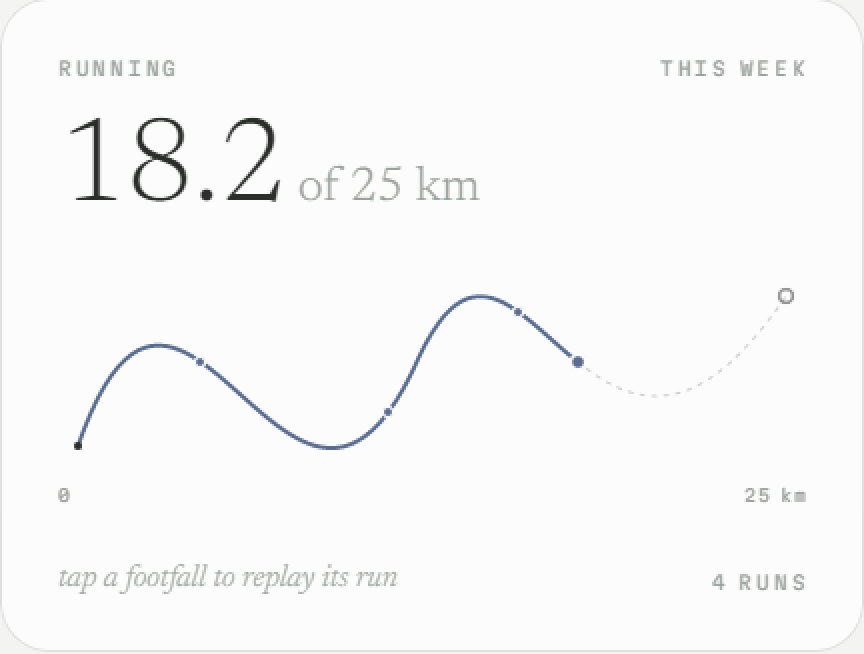 RUNNING
THIS WEEK
18.2 of 25 km
0
25 km
tap a footfall to replay its run
4 RUNS